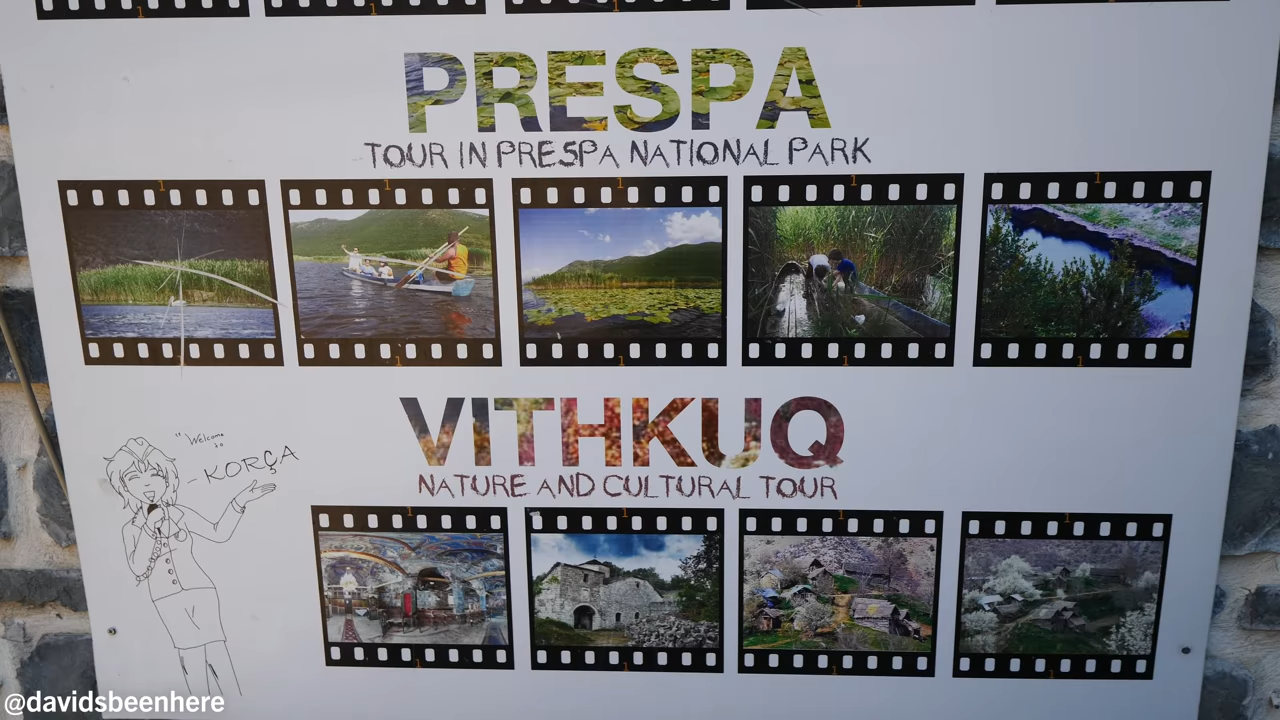 PRESPA
TOUR IN PRESPA NATIONAL PARK
VITHKUQ
NATURE AND CULTURAL TOUR
"Welcome
to
- KORÇA
@davidsbeenhere